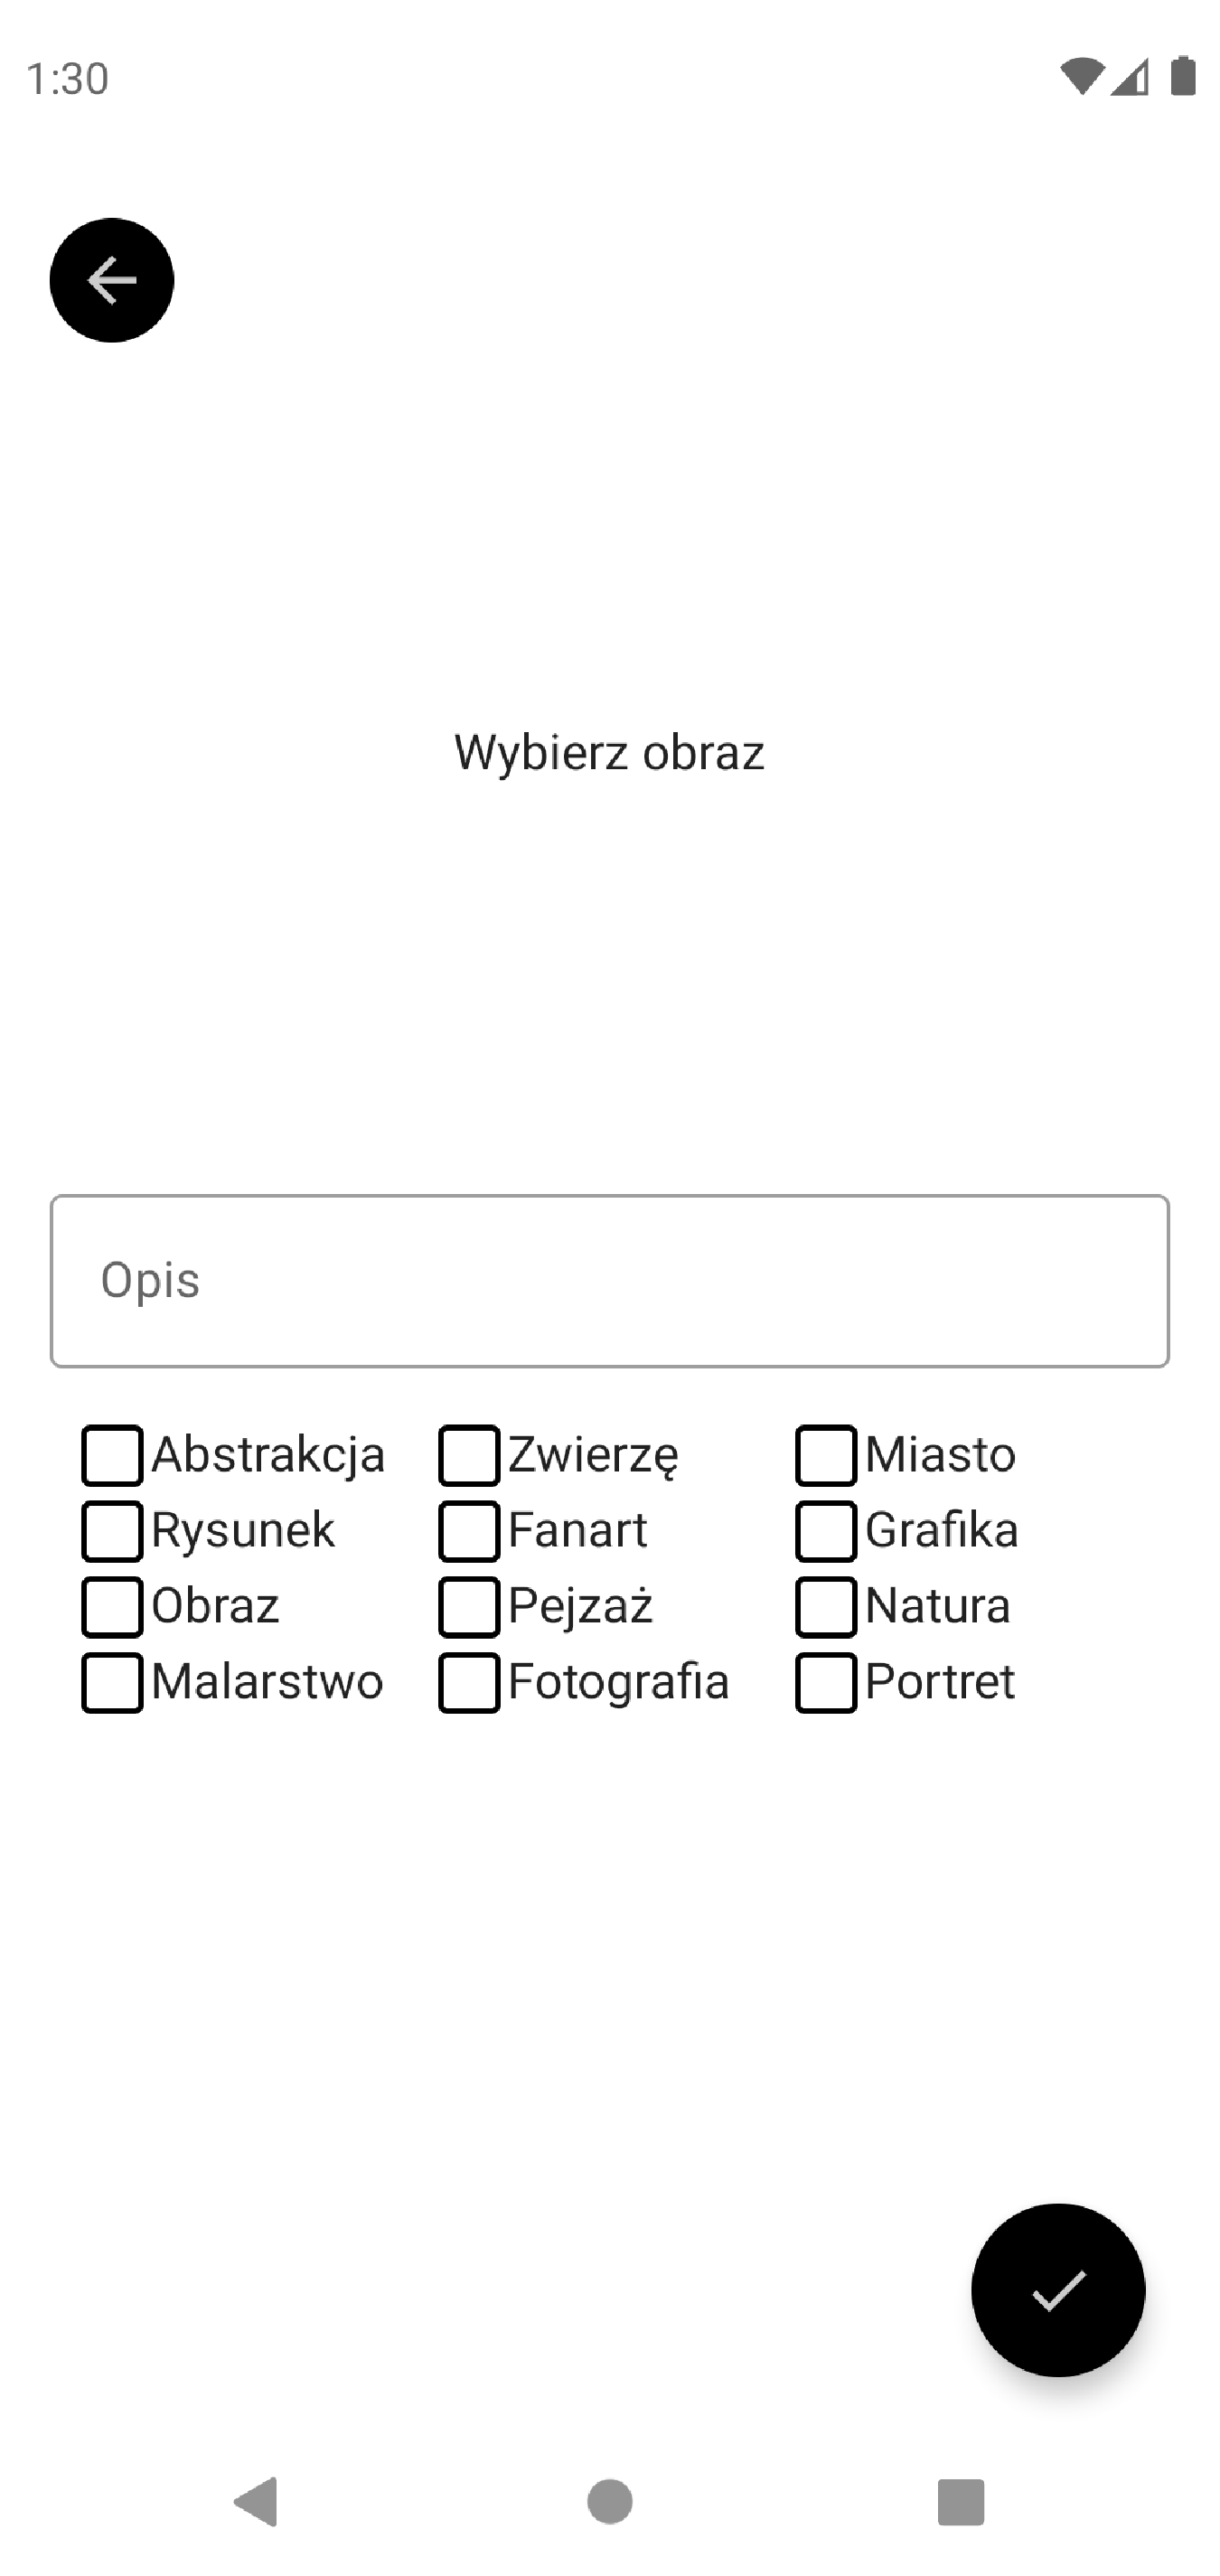 1:30
Wybierz obraz
Opis
Abstrakcja Zwierzę Miasto
Rysunek Fanart Grafika
Obraz Pejzaż Natura
Malarstwo Fotografia Portret